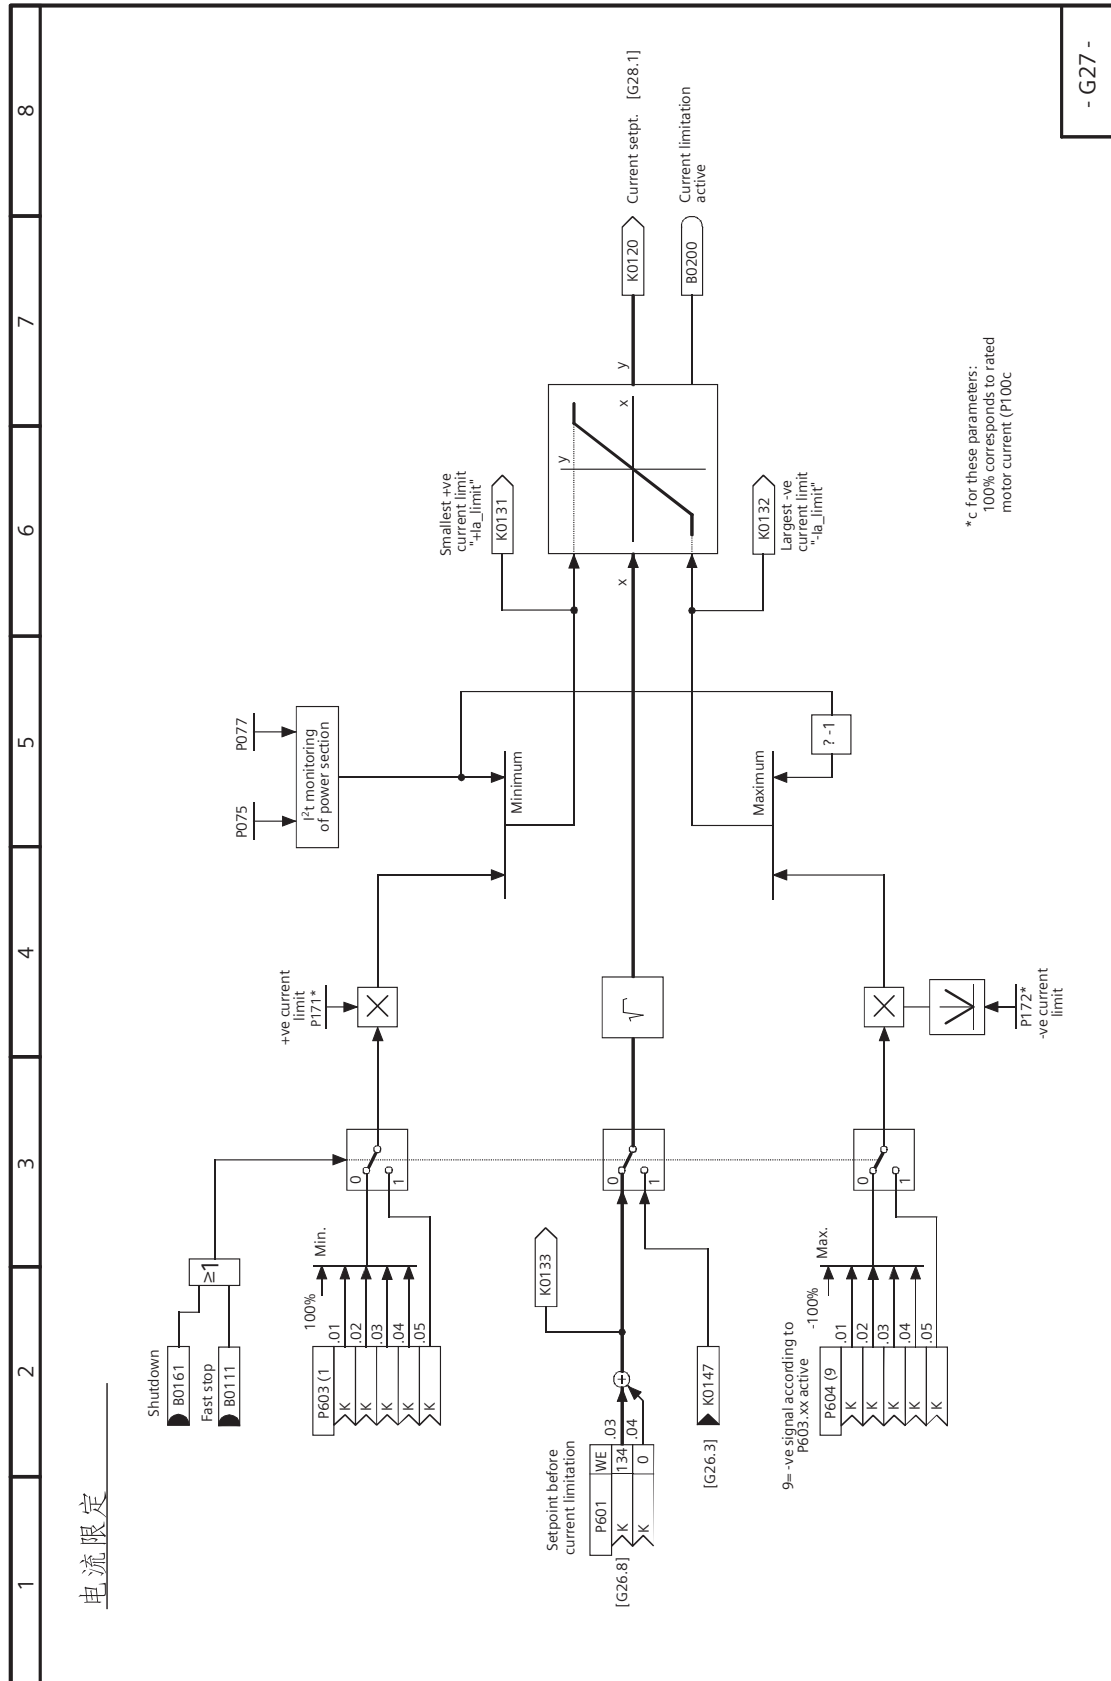 电流限定
1
2
3
4
5
6
7
8
- G27 -
Shutdown
B0161
Fast stop
B0111
≥1
P603 (1
K
K
K
K
K
.01
.02
.03
.04
.05
100%
Min.
0
1
+ve current
limit
P171*
P075
P077
I²t monitoring
of power section
Minimum
Smallest +ve
current limit
"+Ia_limit"
K0131
Setpoint before
current limitation
P601
WE
K
134
.03
K
0
.04
[G26.8]
+
K0133
K0147
[G26.3]
0
1
√
x
y
x
y
K0120
Current setpt. [G28.1]
B0200
Current limitation
active
K0132
Largest -ve
current limit
"-Ia_limit"
? -1
Maximum
9= -ve signal according to
P603.xx active
P604 (9
K
K
K
K
K
.01
.02
.03
.04
.05
-100%
Max.
0
1
P172*
-ve current
limit
*c for these parameters:
100% corresponds to rated
motor current (P100c